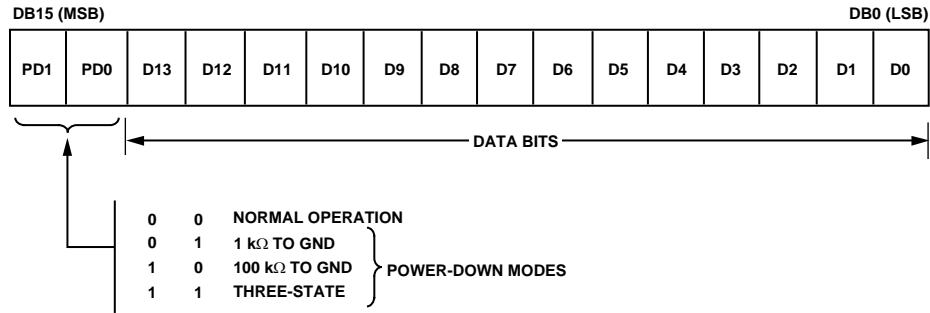 DB15 (MSB) DB0 (LSB)
PD1 PD0 D13 D12 D11 D10 D9 D8 D7 D6 D5 D4 D3 D2 D1 D0
DATA BITS
0 0 NORMAL OPERATION
0 1 1 kΩ TO GND
1 0 100 kΩ TO GND
1 1 THREE-STATE
POWER-DOWN MODES